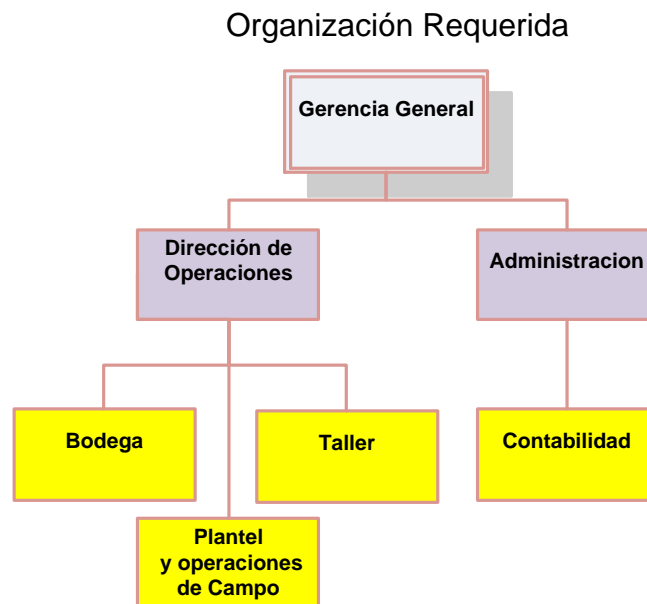 Organización Requerida
Gerencia General
Dirección de
Operaciones
Administracion
Bodega
Taller
Contabilidad
Plantel
y operaciones
de Campo